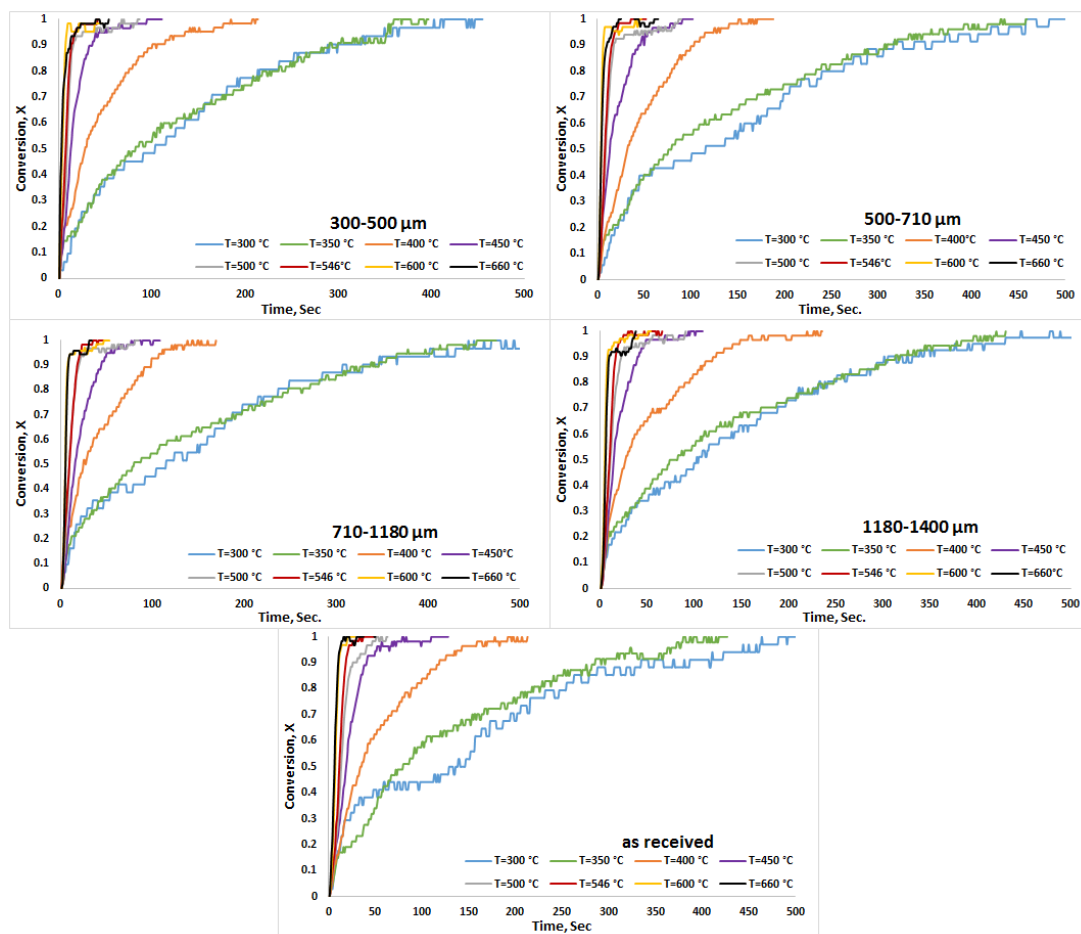 Conversion, X
1
0.9
0.8
0.7
0.6
0.5
0.4
0.3
0.2
0.1
0
300-500 µm
T=300 °C T=350 °C T=400 °C T=450 °C
T=500 °C T=546°C T=600 °C T=660 °C
0 100 200 300 400 500
Time, Sec
Conversion, X
1
0.9
0.8
0.7
0.6
0.5
0.4
0.3
0.2
0.1
0
500-710 µm
T=300 °C T=350 °C T=400°C T=450 °C
T=500 °C T=546°C T=600 °C T=660 °C
0 50 100 150 200 250 300 350 400 450 500
Time, Sec.
Conversion, X
1
0.9
0.8
0.7
0.6
0.5
0.4
0.3
0.2
0.1
0
710-1180 µm
T=300 °C T=350 °C T=400 °C T=450°C
T=500 °C T=546 °C T=600 °C T=660 °C
0 100 200 300 400 500
Time, Sec.
Conversion, X
1
0.9
0.8
0.7
0.6
0.5
0.4
0.3
0.2
0.1
0
1180-1400 µm
T=300 °C T=350 °C T=400 °C T=450 °C
T=500 °C T=546 °C T=600 °C T=660°C
0 50 100 150 200 250 300 350 400 450 500
Time, Sec.
Conversion, X
1
0.9
0.8
0.7
0.6
0.5
0.4
0.3
0.2
0.1
0
as received
T=300 °C T=350 °C T=400 °C T=450 °C
T=500 °C T=546 °C T=600 °C T=660 °C
0 50 100 150 200 250 300 350 400 450 500
Time, Sec